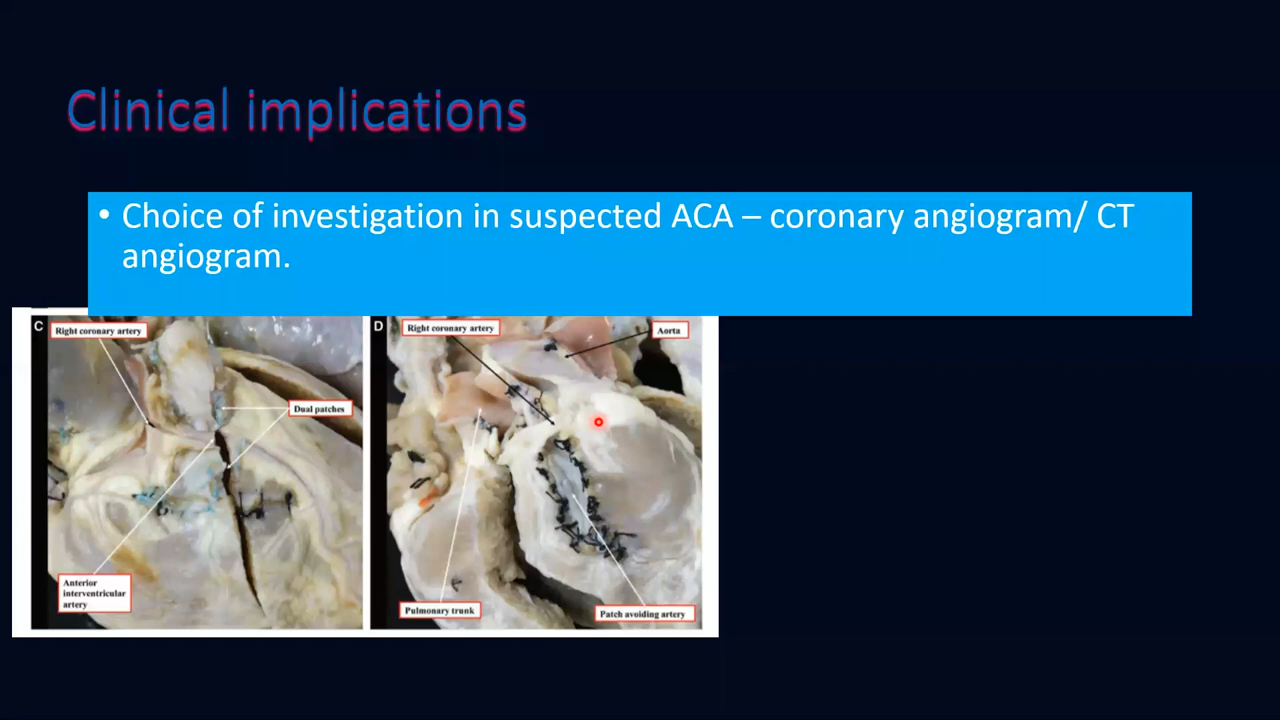 Clinical implications
• Choice of investigation in suspected ACA – coronary angiogram/ CT
angiogram.
C
Right coronary artery
Dual patches
Anterior
interventricular
artery
D
Right coronary artery
Aorta
Pulmonary trunk
Patch avoiding artery